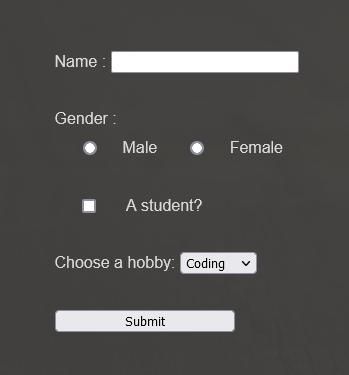 Name :
Gender :
Male Female
A student?
Choose a hobby: Coding
Submit